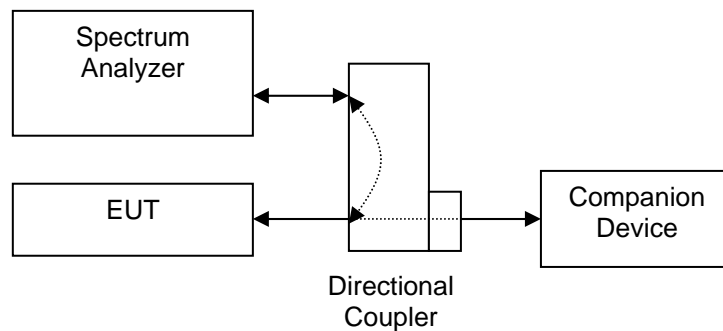 Spectrum
Analyzer
EUT
Companion
Device
Directional
Coupler